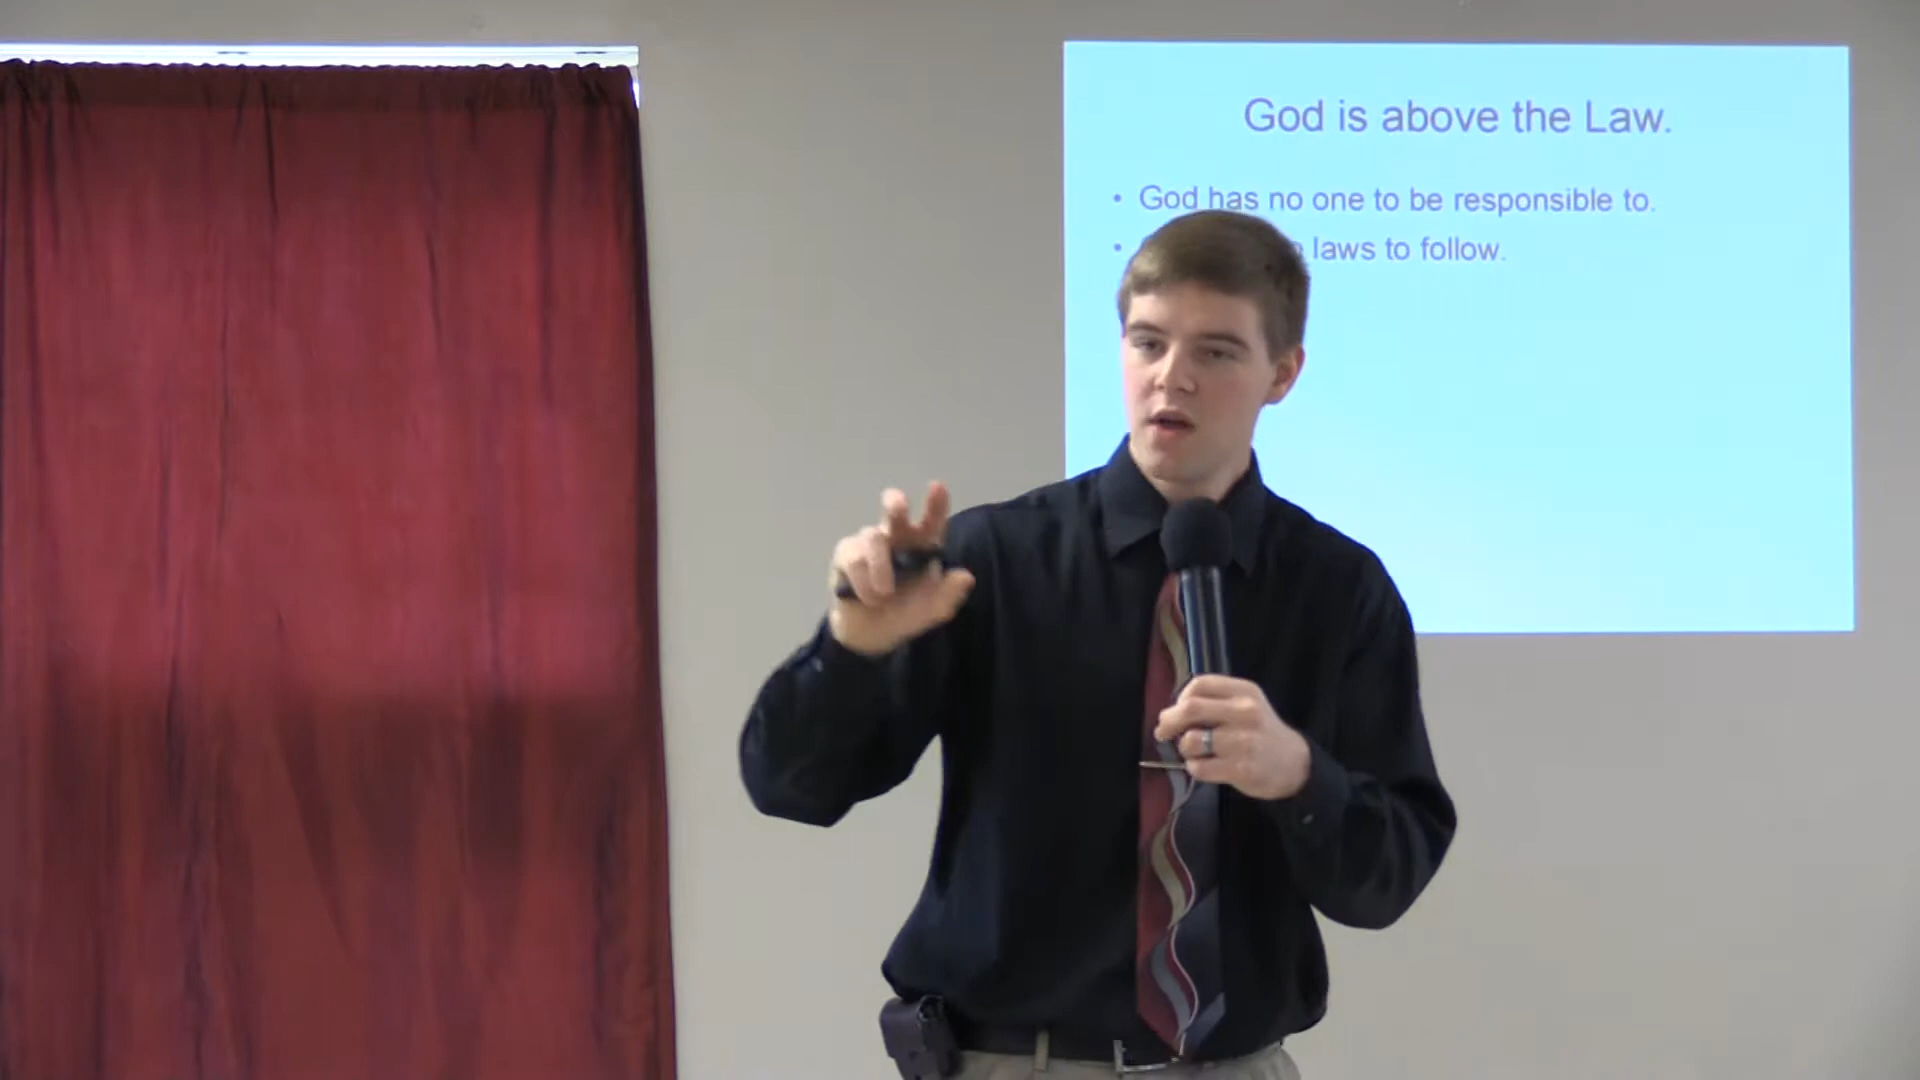 God is above the Law.
• God has no one to be responsible to.
• laws to follow.